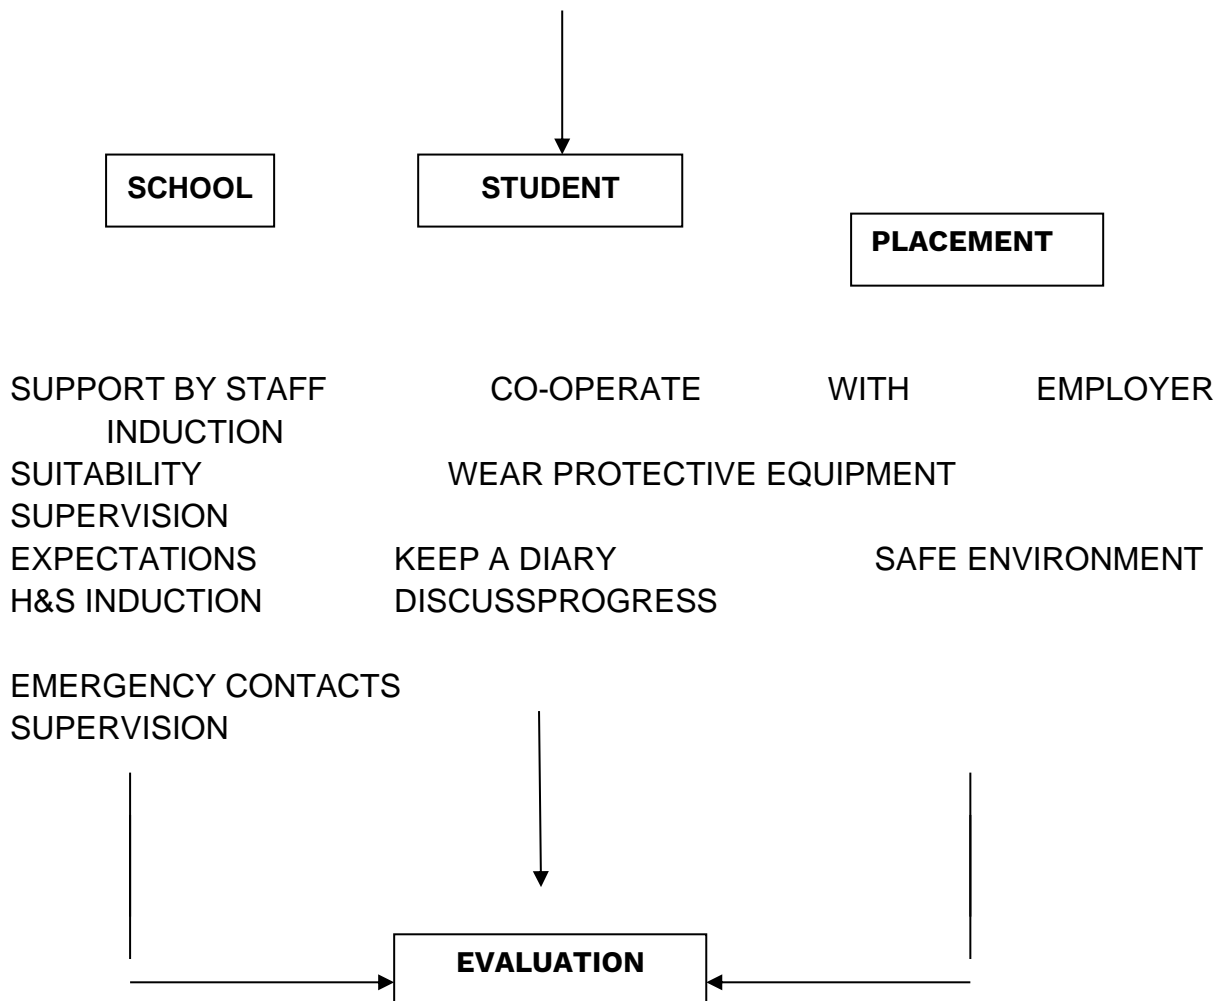 SCHOOL STUDENT
PLACEMENT
SUPPORT BY STAFF CO-OPERATE WITH EMPLOYER
INDUCTION
SUITABILITY WEAR PROTECTIVE EQUIPMENT
SUPERVISION
EXPECTATIONS KEEP A DIARY SAFE ENVIRONMENT
H&S INDUCTION DISCUSSPROGRESS
EMERGENCY CONTACTS
SUPERVISION
EVALUATION